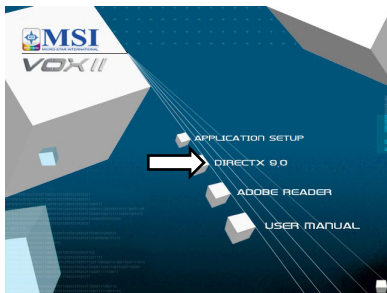 MSI
MICRO-STAR INTERNATIONAL
VOX II
APPLICATION SETUP
DIRECTX 9.0
ADOBE READER
USER MANUAL